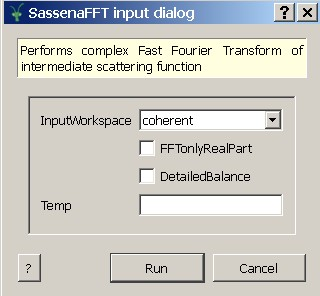 SassenaFFT input dialog ? ×
Performs complex Fast Fourier Transform of
intermediate scattering function
InputWorkspace coherent
FFTonlyRealPart
DetailedBalance
Temp
? Run Cancel